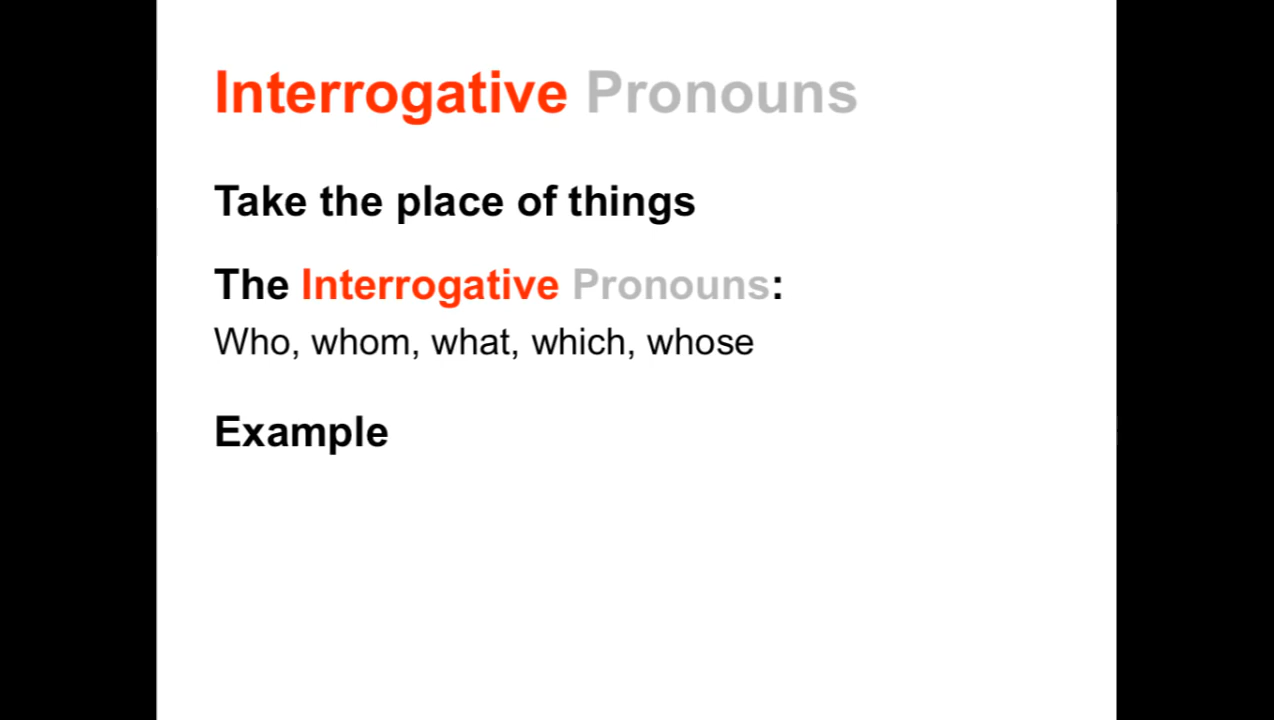 Interrogative Pronouns
Take the place of things
The Interrogative Pronouns:
Who, whom, what, which, whose
Example